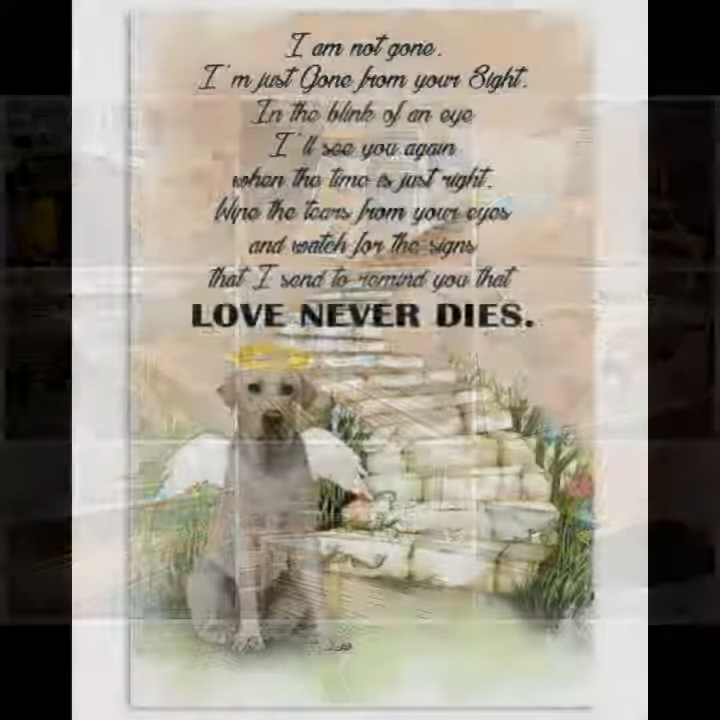 I am not gone.
I'm just Gone from your Sight.
In the blink of an eye
I'll see you again
when the time is just right.
Wipe the tears from your eyes
and watch for the signs
that I send to remind you that
LOVE NEVER DIES.